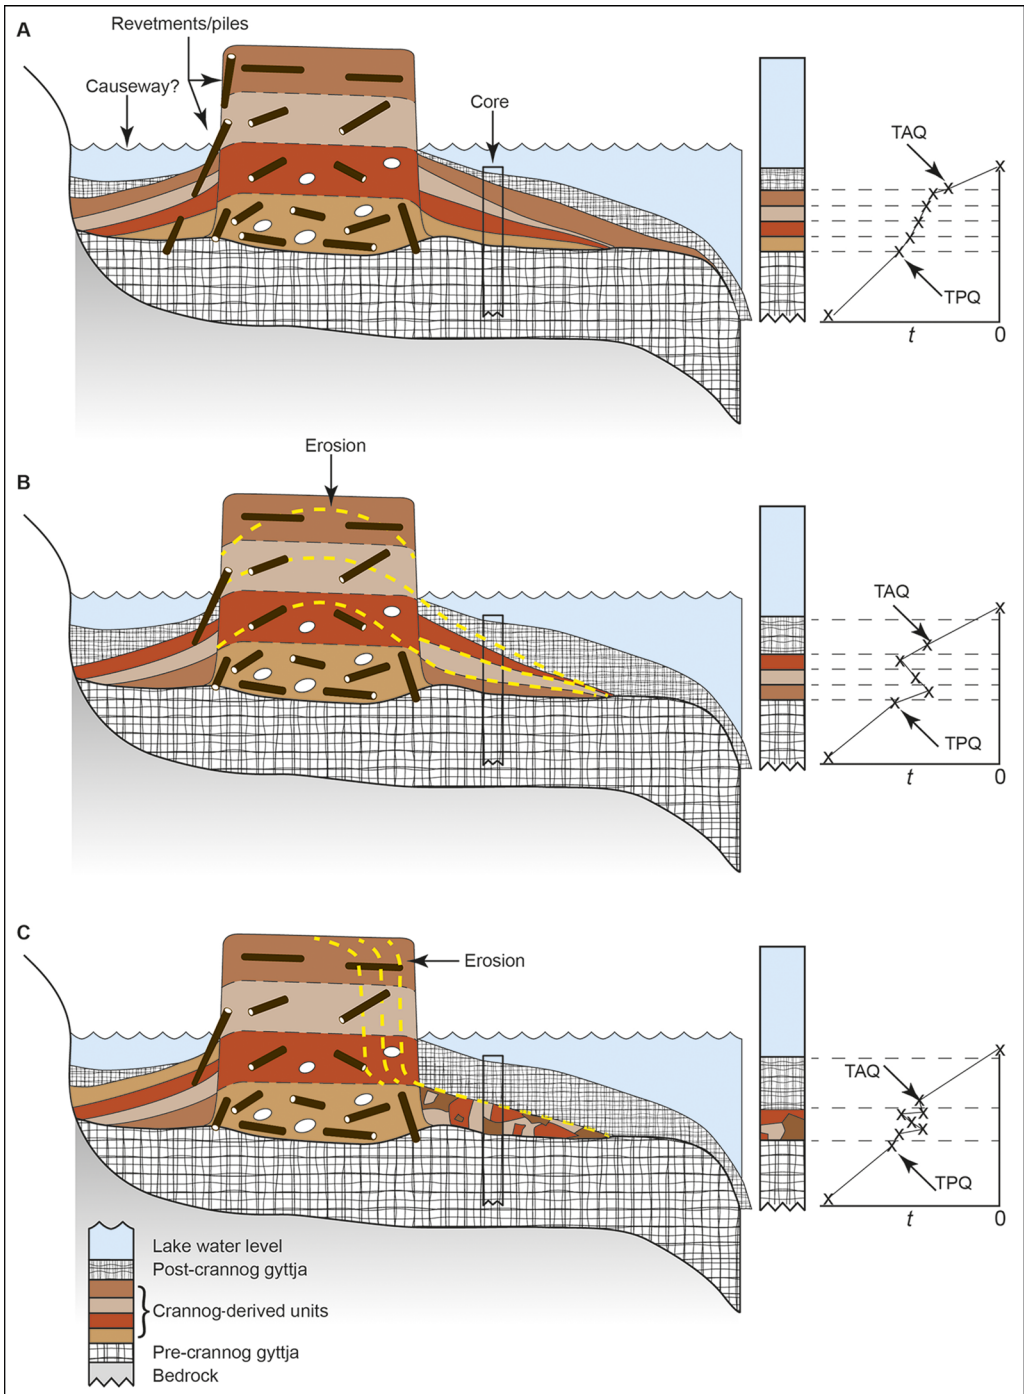 A
Revetments/piles
Causeway?
Core
TAQ
TPQ
t
0
Erosion
B
TAQ
TPQ
t
0
C
Erosion
TAQ
TPQ
t
0
Lake water level
Post-crannog gyttja
Crannog-derived units
Pre-crannog gyttja
Bedrock